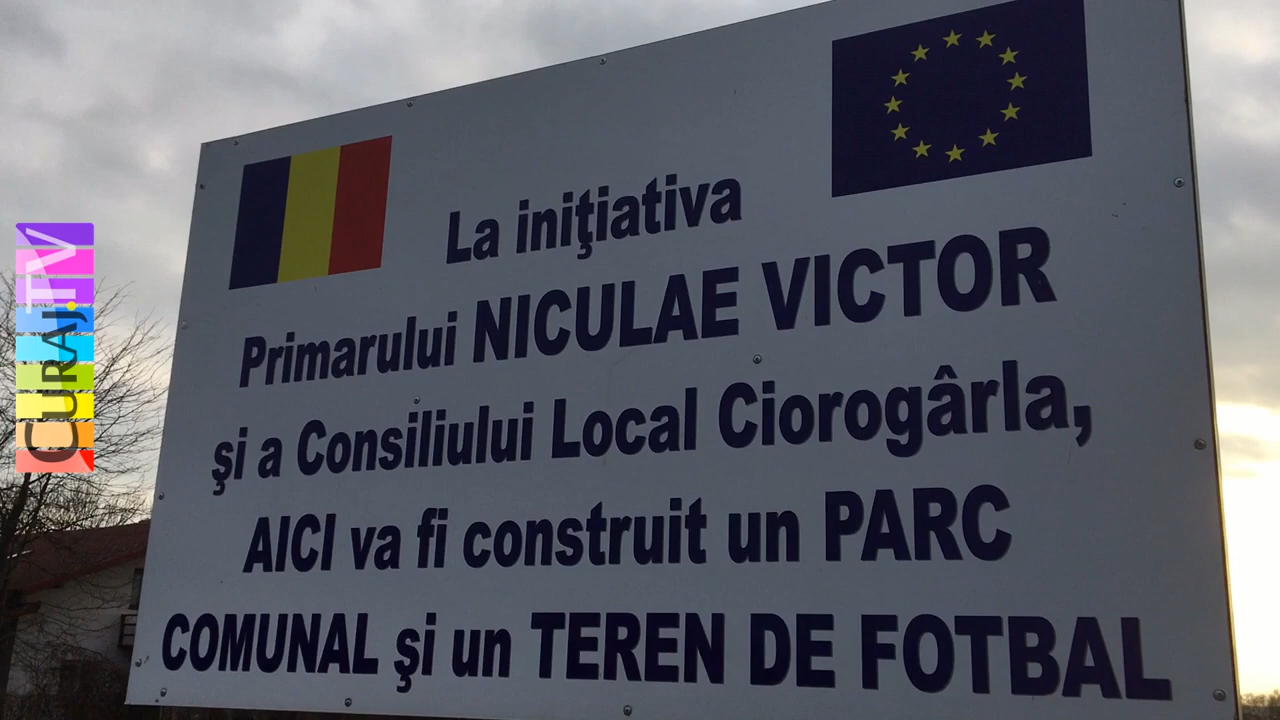 La iniţiativa
Primarului NICULAE VICTOR
şi a Consiliului Local Ciorogârla,
AICI va fi construit un PARC
COMUNAL şi un TEREN DE FOTBAL
CURAJ.TV